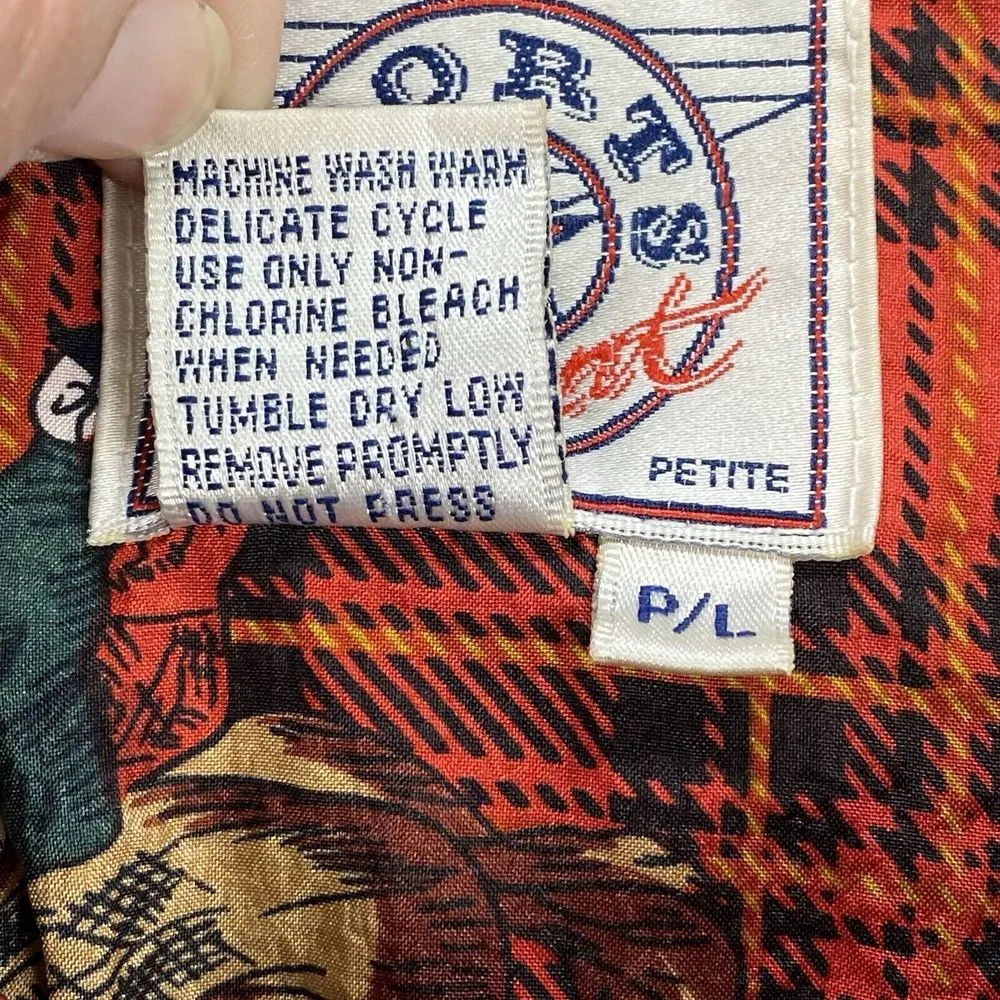 ORTS
MACHINE WASH WARM
DELICATE CYCLE
USE ONLY NON-
CHLORINE BLEACH
WHEN NEEDED
TUMBLE DRY LOW
REMOVE PROMPTLY
DO NOT PRESS
PETITE
P/L